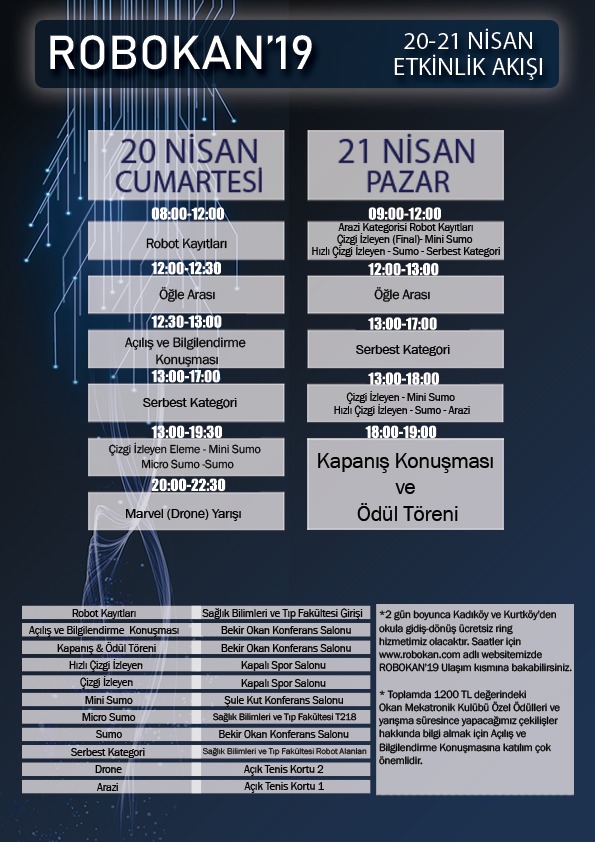 ROBOKAN'19
20-21 NİSAN
ETKİNLİK AKIŞI
20 NİSAN
CUMARTESİ
08:00-12:00
Robot Kayıtları
12:00-12:30
Öğle Arası
12:30-13:00
Açılış ve Bilgilendirme
Konuşması
13:00-17:00
Serbest Kategori
13:00-19:30
Çizgi İzleyen Eleme - Mini Sumo
Micro Sumo -Sumo
20:00-22:30
Marvel (Drone) Yarışı
21 NİSAN
PAZAR
09:00-12:00
Arazi Kategorisi Robot Kayıtları
Çizgi İzleyen (Final)- Mini Sumo
Hızlı Çizgi İzleyen - Sumo - Serbest Kategori
12:00-13:00
Öğle Arası
13:00-17:00
Serbest Kategori
13:00-18:00
Çizgi İzleyen - Mini Sumo
Hızlı Çizgi İzleyen - Sumo - Arazi
18:00-19:00
Kapanış Konuşması
ve
Ödül Töreni
Robot Kayıtları Sağlık Bilimleri ve Tıp Fakültesi Girişi
Açılış ve Bilgilendirme Konuşması Bekir Okan Konferans Salonu
Kapanış & Ödül Töreni Bekir Okan Konferans Salonu
Hızlı Çizgi İzleyen Kapalı Spor Salonu
Çizgi İzleyen Kapalı Spor Salonu
Mini Sumo Şule Kut Konferans Salonu
Micro Sumo Sağlık Bilimleri ve Tıp Fakültesi T218
Sumo Bekir Okan Konferans Salonu
Serbest Kategori Sağlık Bilimleri ve Tıp Fakültesi Robot Alanları
Drone Açık Tenis Kortu 2
Arazi Açık Tenis Kortu 1
*2 gün boyunca Kadıköy ve Kurtköy'den
okula gidiş-dönüş ücretsiz ring
hizmetimiz olacaktır. Saatler için
www.robokan.com adlı websitemizde
ROBOKAN'19 Ulaşım kısmına bakabilirsiniz.
* Toplamda 1200 TL değerindeki
Okan Mekatronik Kulübü Özel Ödülleri ve
yarışma süresince yapacağımız çekilişler
hakkında bilgi almak için Açılış ve
Bilgilendirme Konuşmasına katılım çok
önemlidir.